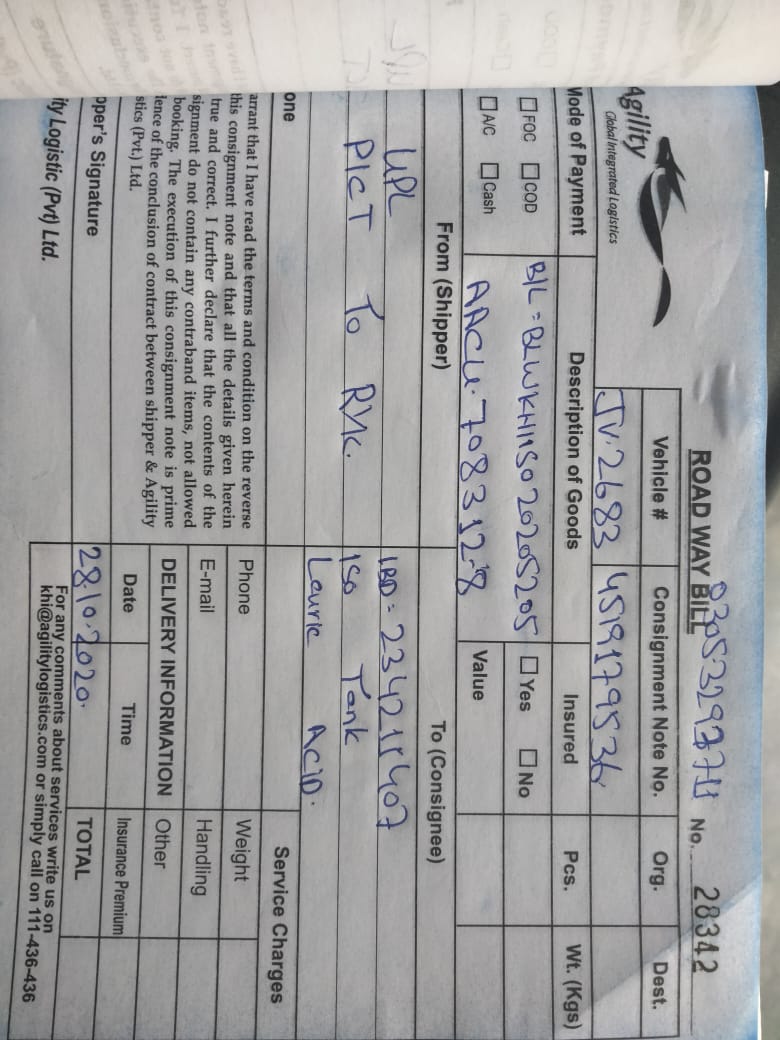 ROAD WAY BILL
No. 28342
Agility
Global Integrated Logistics
Vehicle # Consignment Note No. Org. Dest.
JV.2683 4519179536
Mode of Payment Description of Goods Insured Pcs. Wt. (Kgs)
FOC COD B/L = Yes No
A/C Cash AACU.708312-8 Value
From (Shipper) To (Consignee)
UPL IBD = 234211407
PICT To RYK. ISO Tank
Lauric ACID.
one Service Charges
arrant that I have read the terms and condition on the reverse
this consignment note and that all the details given herein
true and correct. I further declare that the contents of the
signment do not contain any contraband items, not allowed
booking. The execution of this consignment note is prime
dence of the conclusion of contract between shipper & Agility
stics (Pvt.) Ltd.
Phone Weight
E-mail Handling
DELIVERY INFORMATION Other
Date Time Insurance Premium
pper's Signature 28.10.2020. TOTAL
ity Logistic (Pvt) Ltd.
For any comments about services write us on
khi@agilitylogistics.com or simply call on 111-436-436